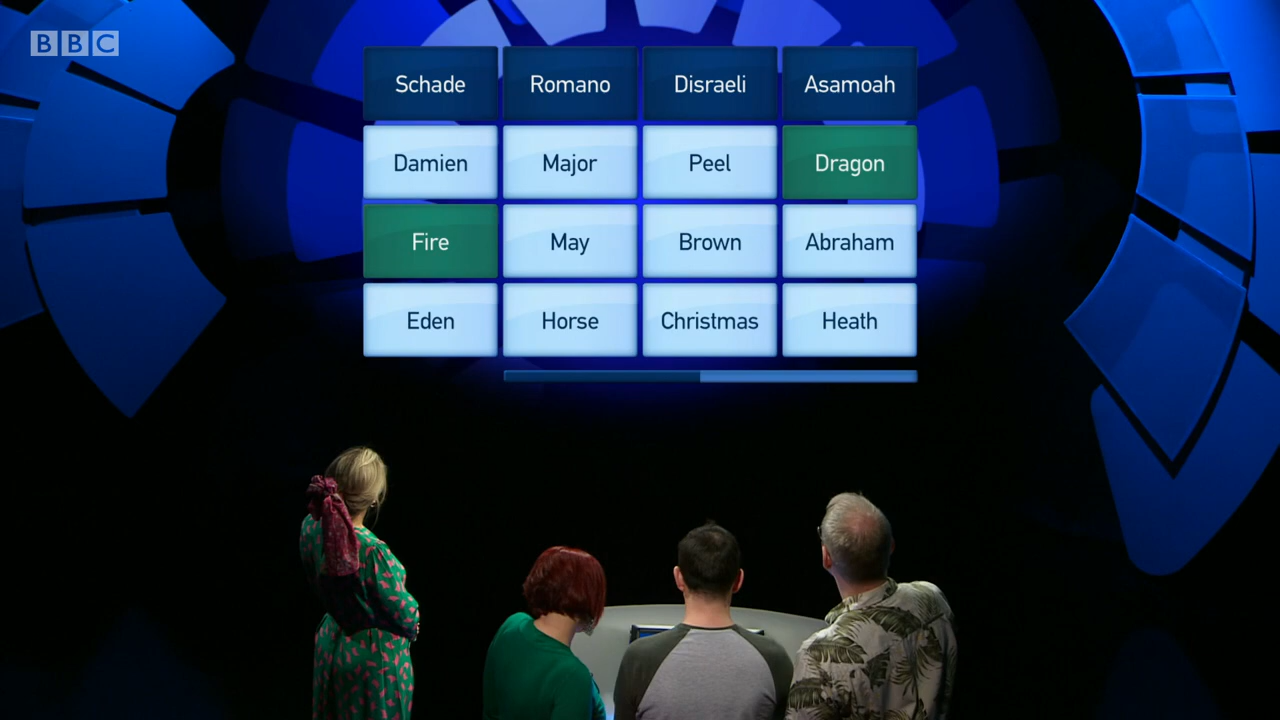 BBC
Schade Romano Disraeli Asamoah
Damien Major Peel Dragon
Fire May Brown Abraham
Eden Horse Christmas Heath